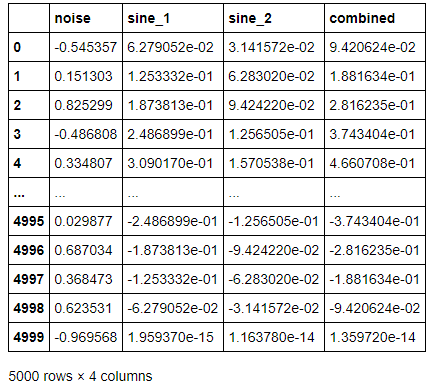 noise sine_1 sine_2 combined
0 -0.545357 6.279052e-02 3.141572e-02 9.420624e-02
1 0.151303 1.253332e-01 6.283020e-02 1.881634e-01
2 0.825299 1.873813e-01 9.424220e-02 2.816235e-01
3 -0.486808 2.486899e-01 1.256505e-01 3.743404e-01
4 0.334807 3.090170e-01 1.570538e-01 4.660708e-01
... ... ... ... ...
4995 0.029877 -2.486899e-01 -1.256505e-01 -3.743404e-01
4996 0.687034 -1.873813e-01 -9.424220e-02 -2.816235e-01
4997 0.368473 -1.253332e-01 -6.283020e-02 -1.881634e-01
4998 0.623531 -6.279052e-02 -3.141572e-02 -9.420624e-02
4999 -0.969568 1.959370e-15 1.163780e-14 1.359720e-14
5000 rows × 4 columns